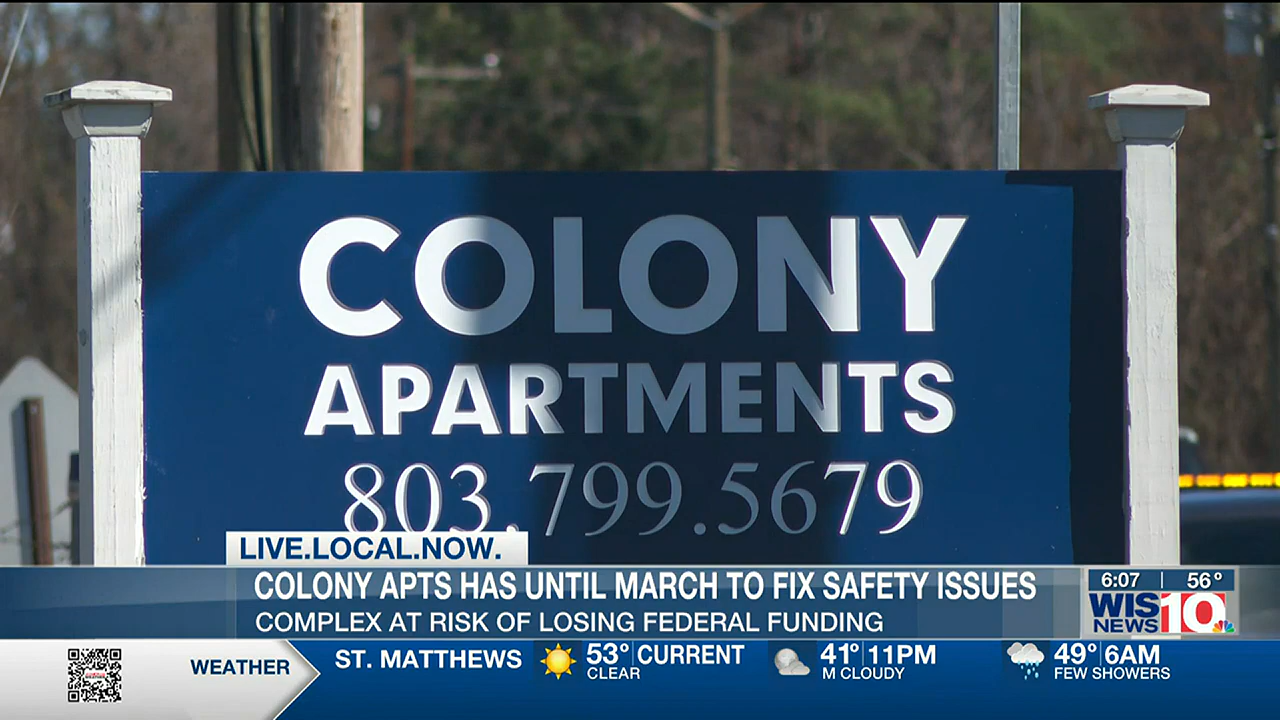 COLONY
APARTMENTS
803.799.5679
LIVE.LOCAL.NOW.
COLONY APTS HAS UNTIL MARCH TO FIX SAFETY ISSUES
COMPLEX AT RISK OF LOSING FEDERAL FUNDING
6:07 | 56°
WIS 10
NEWS
WEATHER
ST. MATTHEWS
53° CURRENT
CLEAR
41° 11PM
M CLOUDY
49° 6AM
FEW SHOWERS